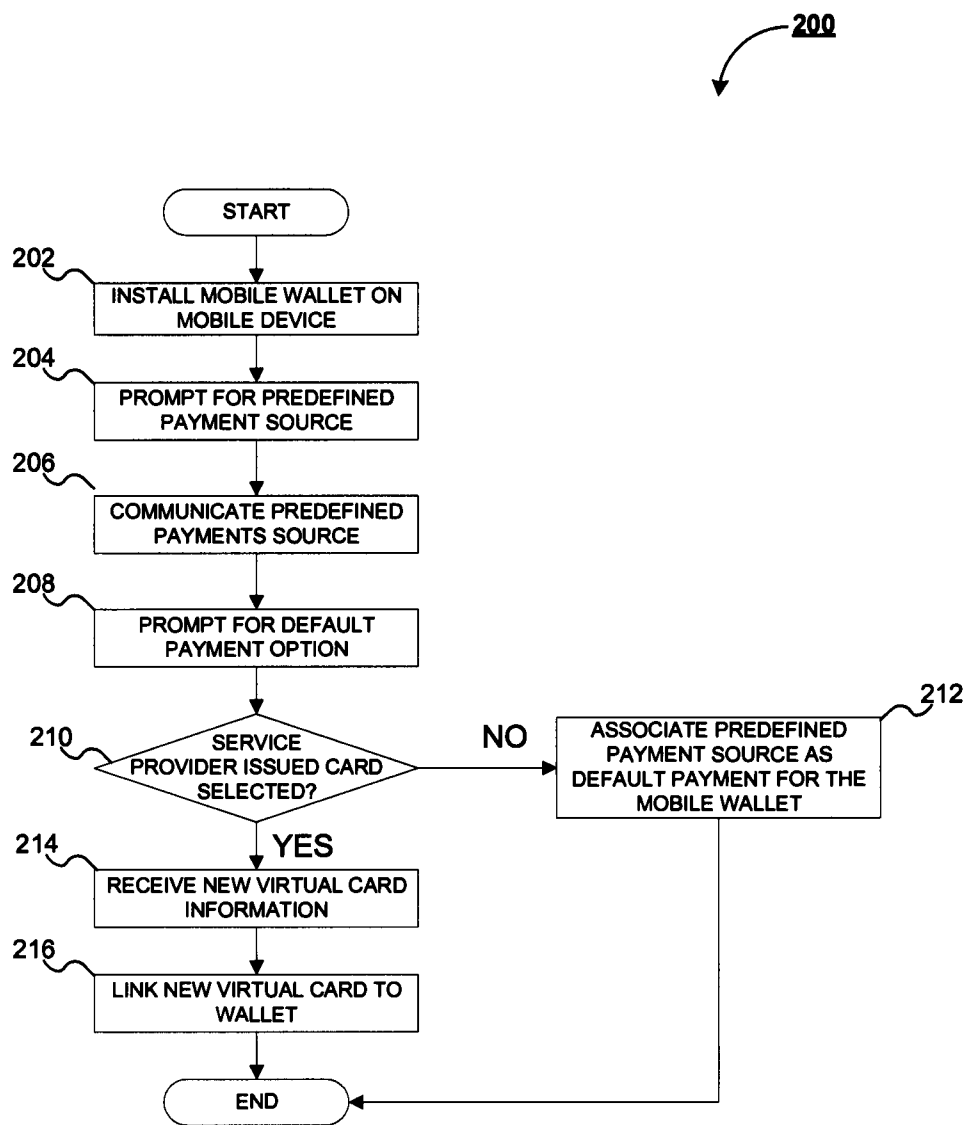 200
START
202
INSTALL MOBILE WALLET ON
MOBILE DEVICE
204
PROMPT FOR PREDEFINED
PAYMENT SOURCE
206
COMMUNICATE PREDEFINED
PAYMENTS SOURCE
208
PROMPT FOR DEFAULT
PAYMENT OPTION
210
SERVICE
PROVIDER ISSUED CARD
SELECTED?
NO
212
ASSOCIATE PREDEFINED
PAYMENT SOURCE AS
DEFAULT PAYMENT FOR THE
MOBILE WALLET
YES
214
RECEIVE NEW VIRTUAL CARD
INFORMATION
216
LINK NEW VIRTUAL CARD TO
WALLET
END